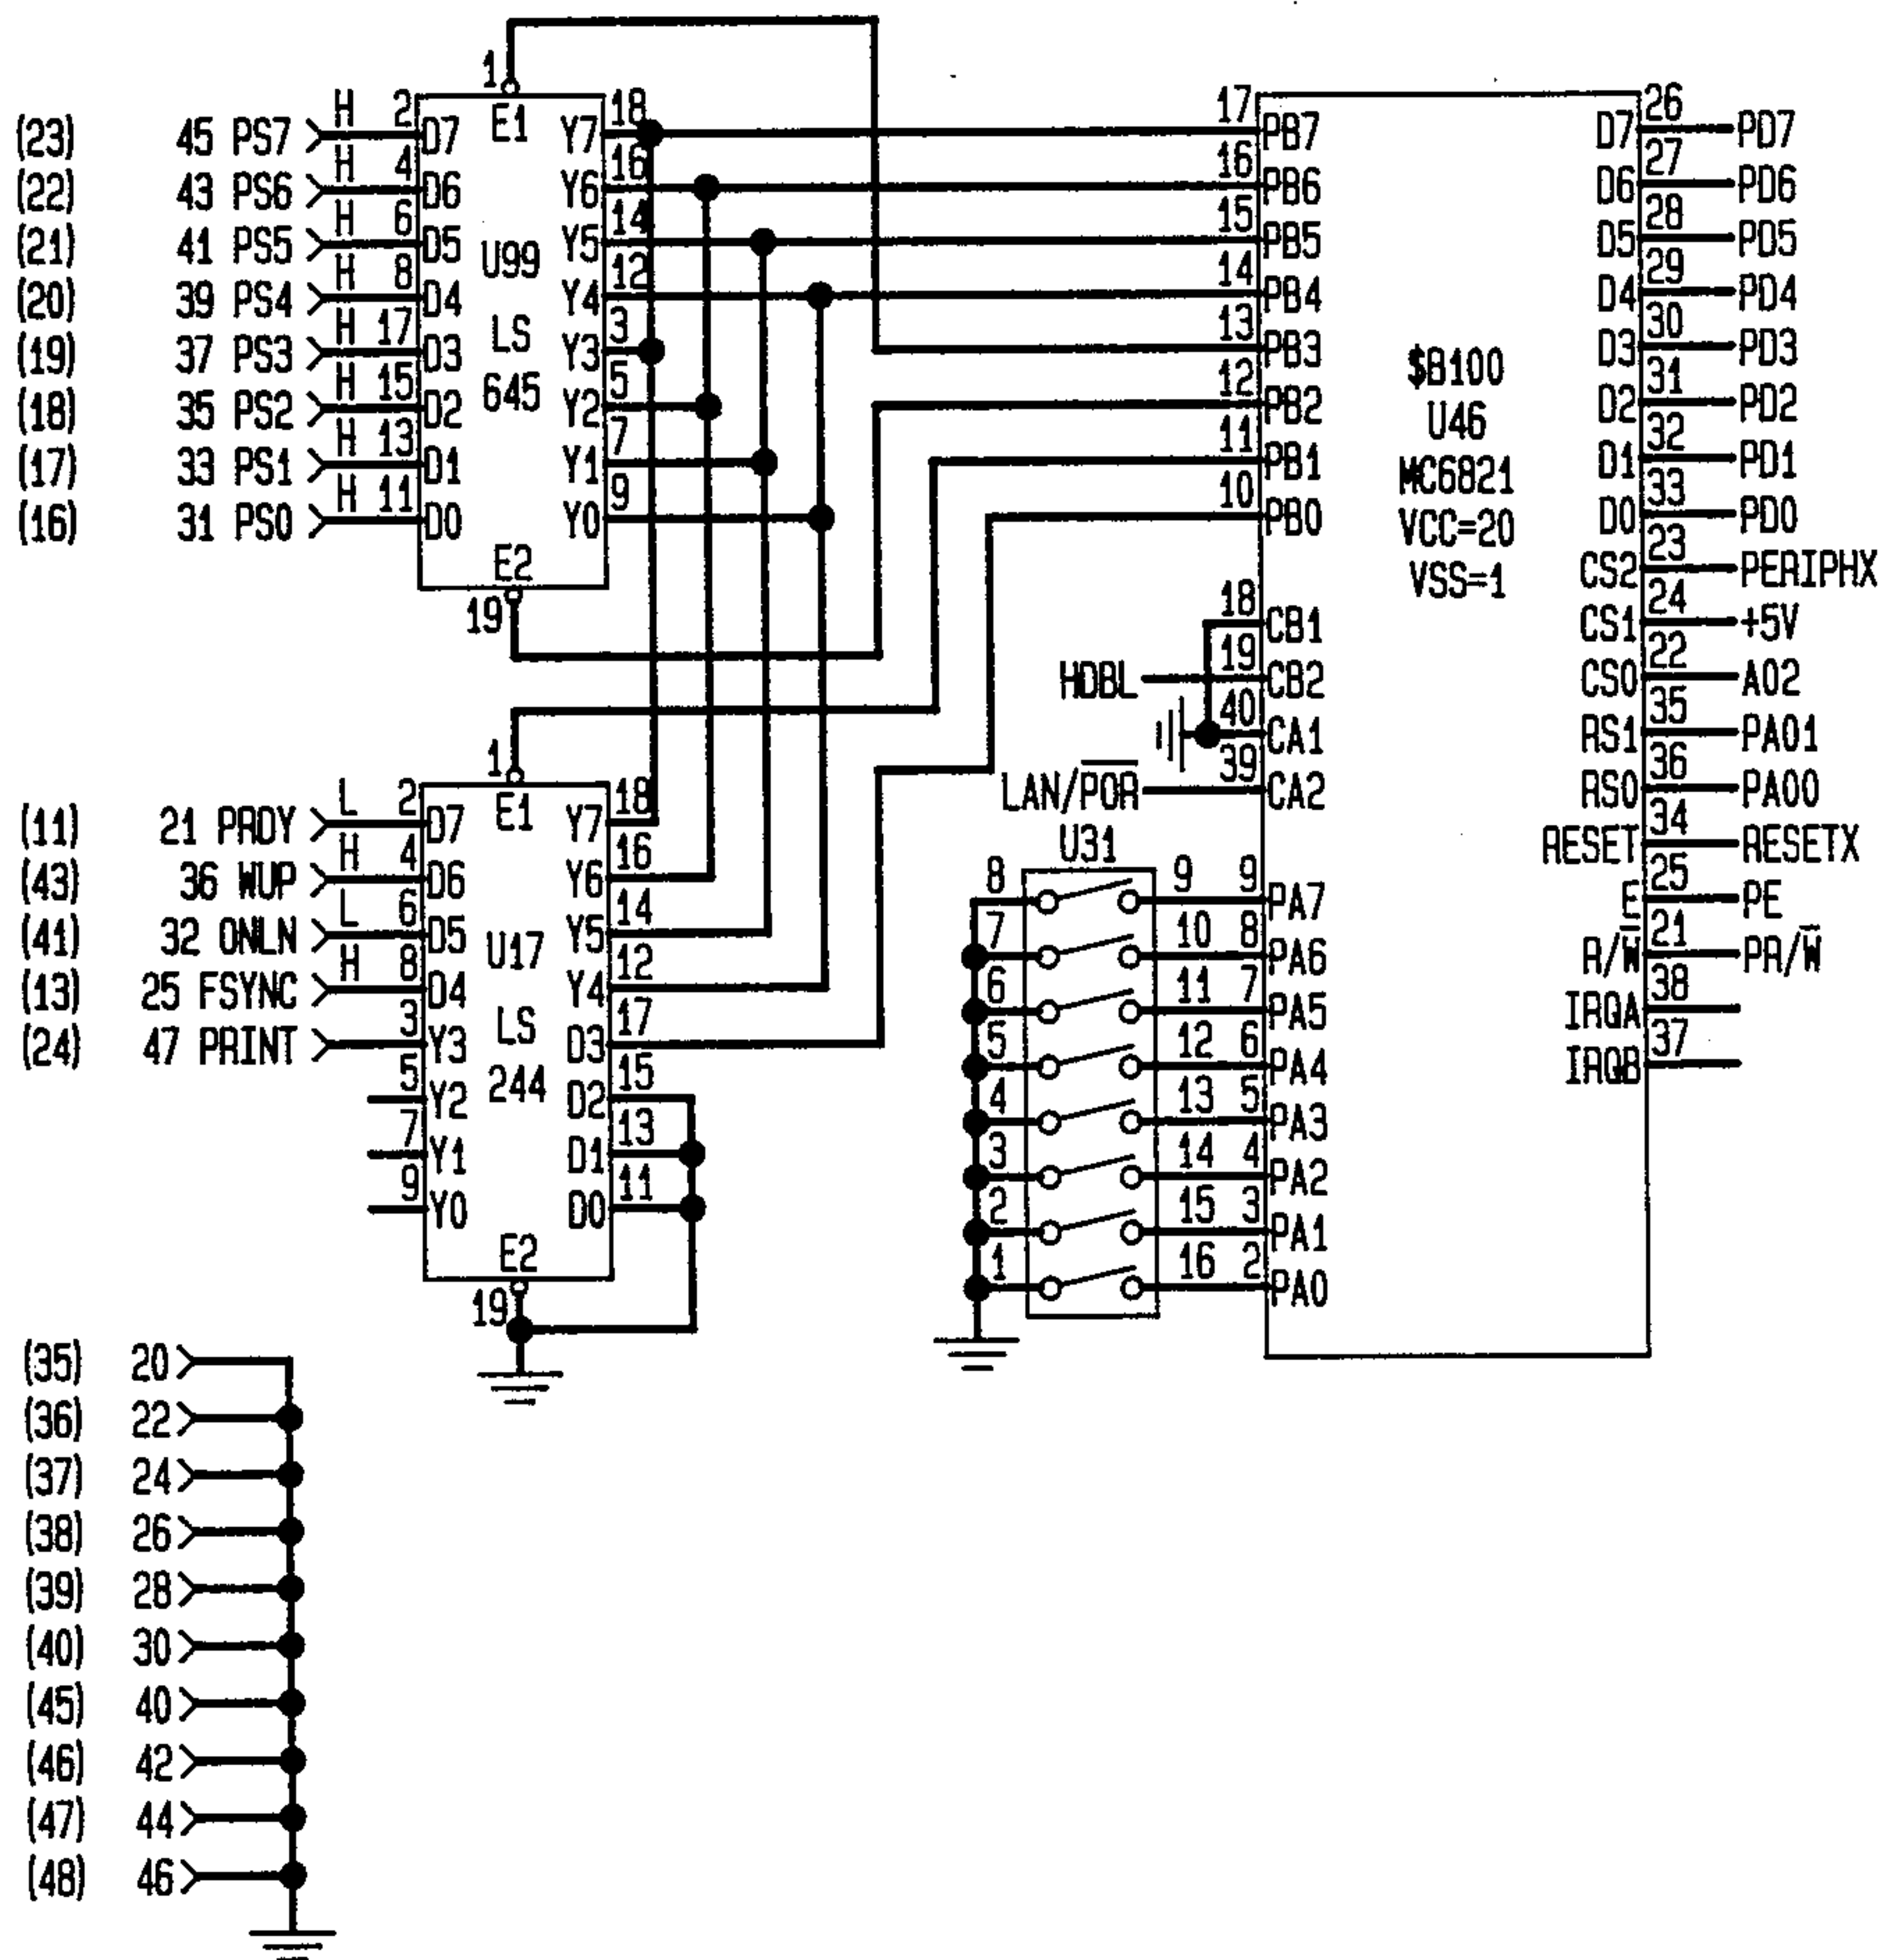 1
E1
(23) 45 PS7 H 2 D7 Y7 18
(22) 43 PS6 H 4 D6 Y6 16
(21) 41 PS5 H 6 D5 Y5 14
(20) 39 PS4 H 8 D4 Y4 12
(19) 37 PS3 H 17 D3 Y3 3
(18) 35 PS2 H 15 D2 Y2 5
(17) 33 PS1 H 13 D1 Y1 7
(16) 31 PS0 H 11 D0 Y0 9
U99
LS
645
E2
19
1
E1
(11) 21 PRDY L 2 D7 Y7 18
(43) 36 WUP H 4 D6 Y6 16
(41) 32 ONLN L 6 D5 Y5 14
(13) 25 FSYNC H 8 D4 Y4 12
(24) 47 PRINT 3 Y3 D3 17
5 Y2 D2 15
7 Y1 D1 13
9 Y0 D0 11
U17
LS
244
E2
19
(35) 20
(36) 22
(37) 24
(38) 26
(39) 28
(40) 30
(45) 40
(46) 42
(47) 44
(48) 46
17 PB7
16 PB6
15 PB5
14 PB4
13 PB3
12 PB2
11 PB1
10 PB0
18 CB1
HDBL 19 CB2
40 CA1
LAN/P̅O̅R̅ 39 CA2
U31
8 9 9 PA7
7 10 8 PA6
6 11 7 PA5
5 12 6 PA4
4 13 5 PA3
3 14 4 PA2
2 15 3 PA1
1 16 2 PA0
$B100
U46
MC6821
VCC=20
VSS=1
D7 26 PD7
D6 27 PD6
D5 28 PD5
D4 29 PD4
D3 30 PD3
D2 31 PD2
D1 32 PD1
D0 33 PD0
CS2 23 PERIPHX
CS1 24 +5V
CS0 22 A02
RS1 35 PA01
RS0 36 PA00
RESET 34 RESETX
E 25 PE
R/W̅ 21 PR/W̅
IRQA 38
IRQB 37